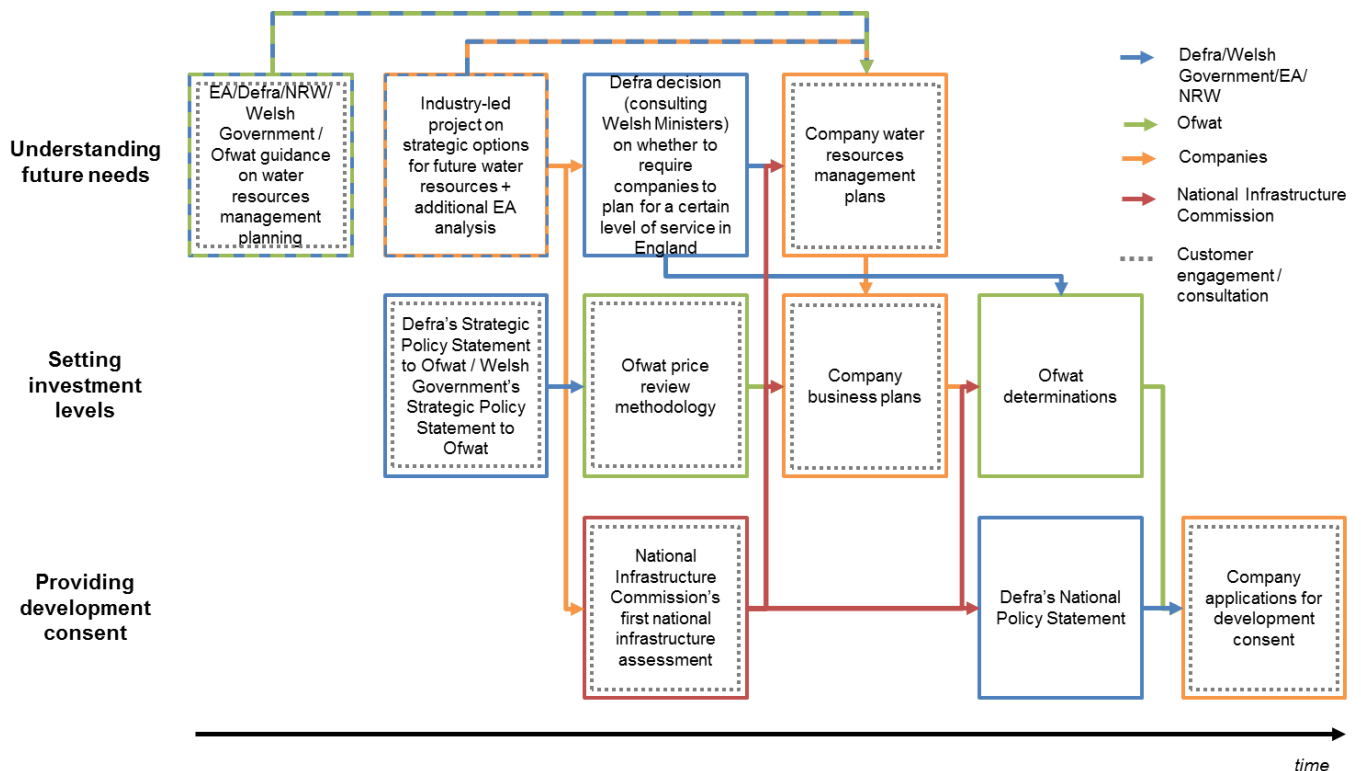 Understanding
future needs
EA/Defra/NRW/
Welsh
Government /
Ofwat guidance
on water
resources
management
planning
Industry-led
project on
strategic options
for future water
resources +
additional EA
analysis
Defra decision
(consulting
Welsh Ministers)
on whether to
require
companies to
plan for a certain
level of service in
England
Company water
resources
management
plans
Defra/Welsh
Government/EA/
NRW
Ofwat
Companies
National Infrastructure
Commission
Customer
engagement /
consultation
Setting
investment
levels
Defra's Strategic
Policy Statement
to Ofwat / Welsh
Government's
Strategic Policy
Statement to
Ofwat
Ofwat price
review
methodology
Company
business plans
Ofwat
determinations
Providing
development
consent
National
Infrastructure
Commission's
first national
infrastructure
assessment
Defra's National
Policy Statement
Company
applications for
development
consent
time